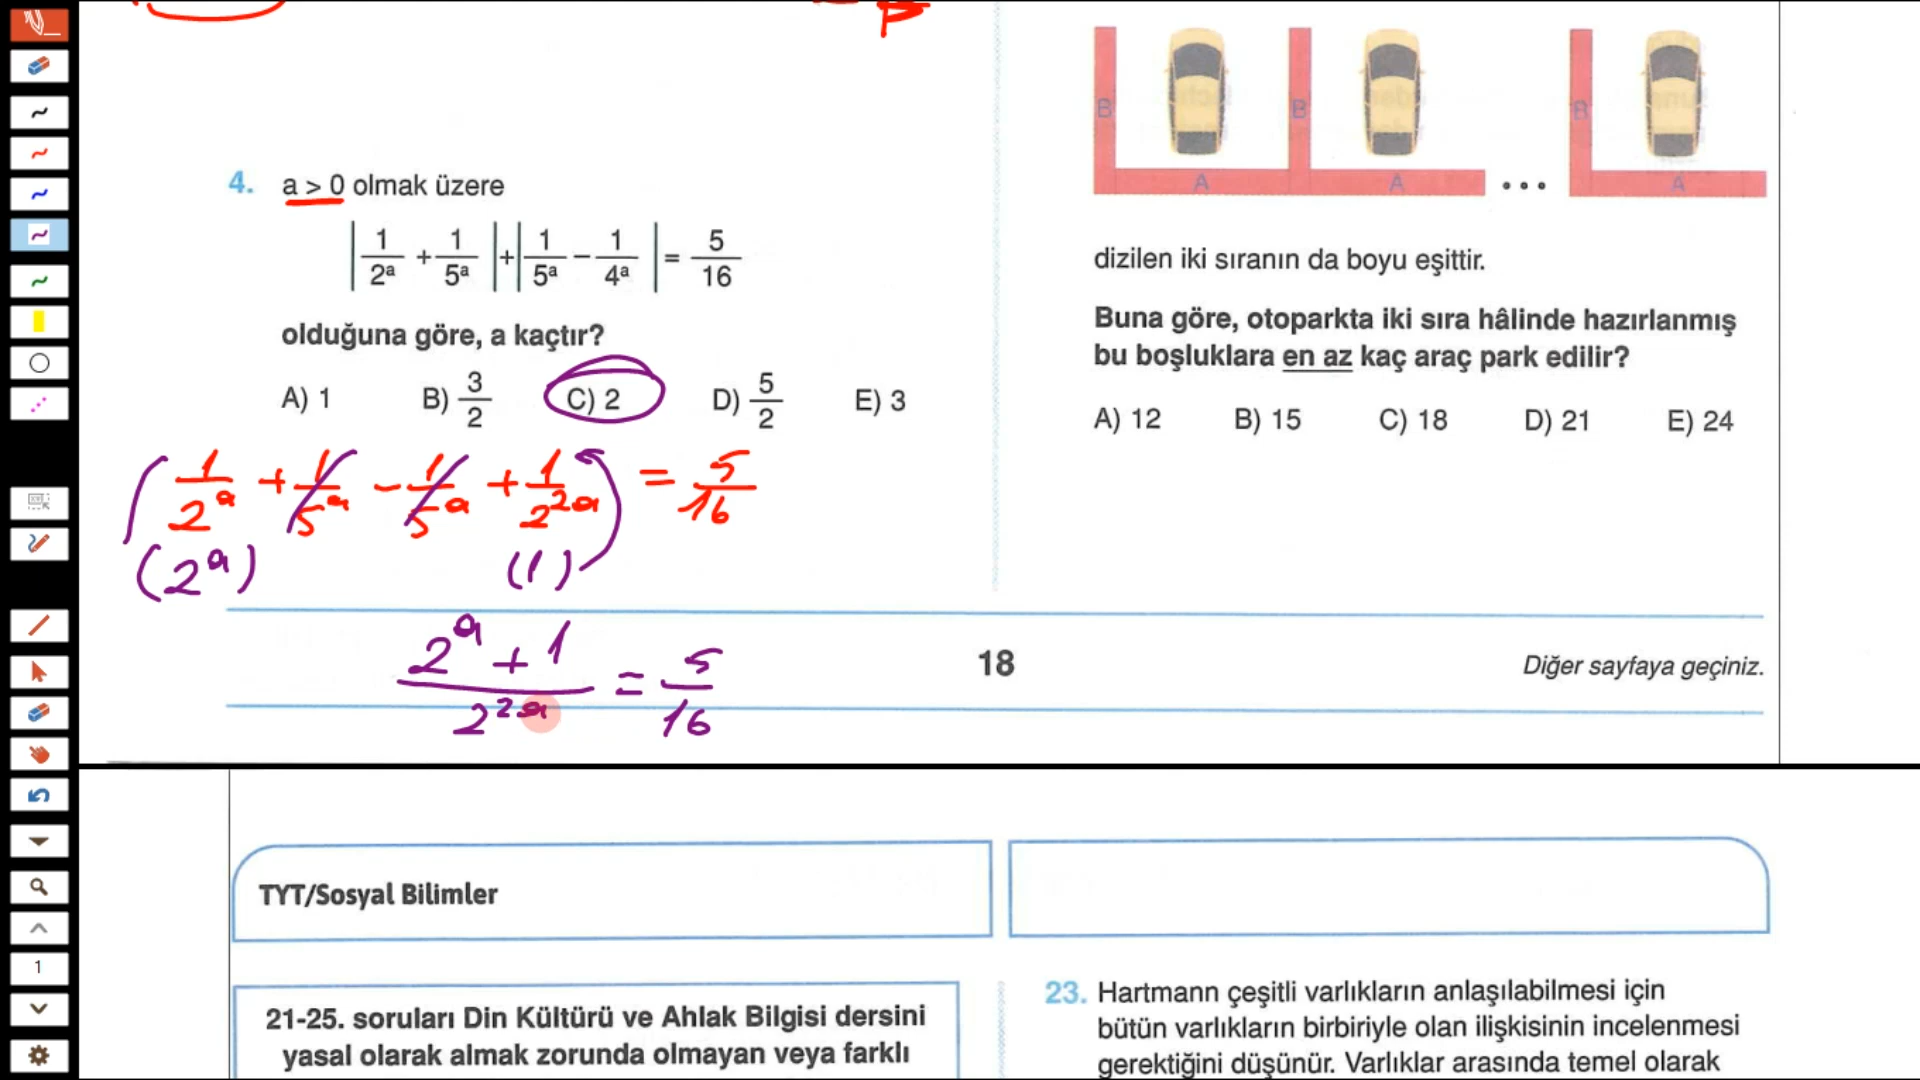 4. a > 0 olmak üzere
| 1/2ᵃ + 1/5ᵃ | + | 1/5ᵃ − 1/4ᵃ | = 5/16
olduğuna göre, a kaçtır?
A) 1 B) 3/2 C) 2 D) 5/2 E) 3
( 1/2ᵃ + 1/5ᵃ − 1/5ᵃ + 1/2²ᵃ ) = 5/16
(2ᵃ) (1)
2ᵃ + 1 / 2²ᵃ = 5/16
B B B
A A ... A
dizilen iki sıranın da boyu eşittir.
Buna göre, otoparkta iki sıra hâlinde hazırlanmış
bu boşluklara en az kaç araç park edilir?
A) 12 B) 15 C) 18 D) 21 E) 24
18
Diğer sayfaya geçiniz.
TYT/Sosyal Bilimler
21-25. soruları Din Kültürü ve Ahlak Bilgisi dersini
yasal olarak almak zorunda olmayan veya farklı
23. Hartmann çeşitli varlıkların anlaşılabilmesi için
bütün varlıkların birbiriyle olan ilişkisinin incelenmesi
gerektiğini düşünür. Varlıklar arasında temel olarak
1